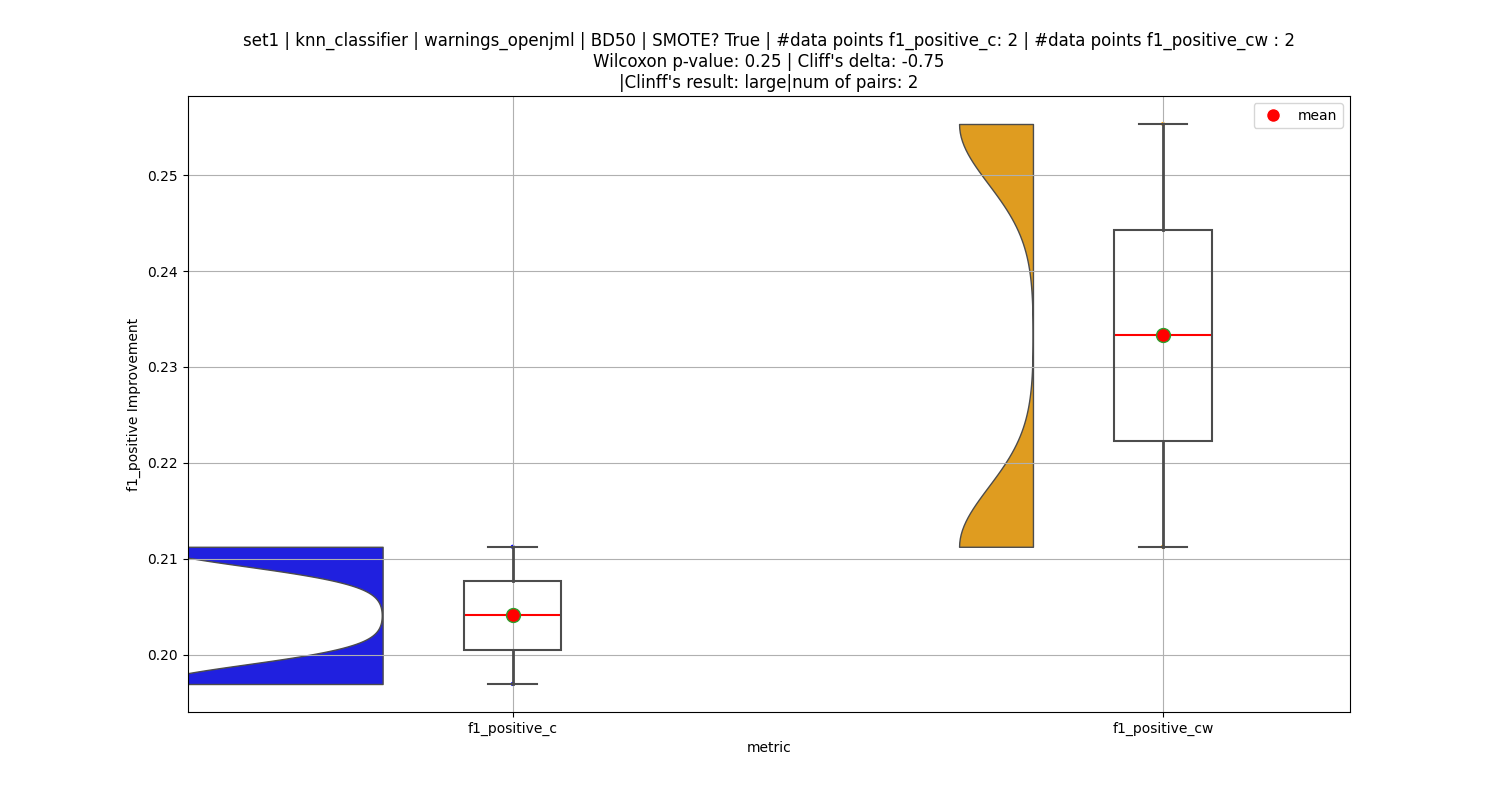 set1 | knn_classifier | warnings_openjml | BD50 | SMOTE? True | #data points f1_positive_c: 2 | #data points f1_positive_cw : 2
Wilcoxon p-value: 0.25 | Cliff's delta: -0.75
|Clinff's result: large|num of pairs: 2
mean
0.25
0.24
0.23
0.22
0.21
0.20
f1_positive Improvement
f1_positive_c
f1_positive_cw
metric